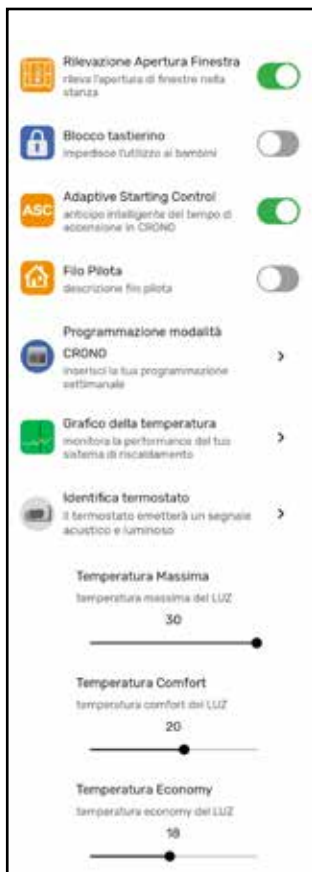 Rilevazione Apertura Finestra
rileva l'apertura di finestre nella
stanza
Blocco tastierino
impedisce l'utilizzo ai bambini
ASC
Adaptive Starting Control
anticipo intelligente del tempo di
accensione in CRONO
Filo Pilota
descrizione filo pilota
Programmazione modalità
CRONO
inserisci la tua programmazione
settimanale
Grafico della temperatura
monitora la performance del tuo
sistema di riscaldamento
Identifica termostato
Il termostato emetterà un segnale
acustico e luminoso
Temperatura Massima
temperatura massima del LUZ
30
Temperatura Comfort
temperatura comfort del LUZ
20
Temperatura Economy
temperatura economy del LUZ
18